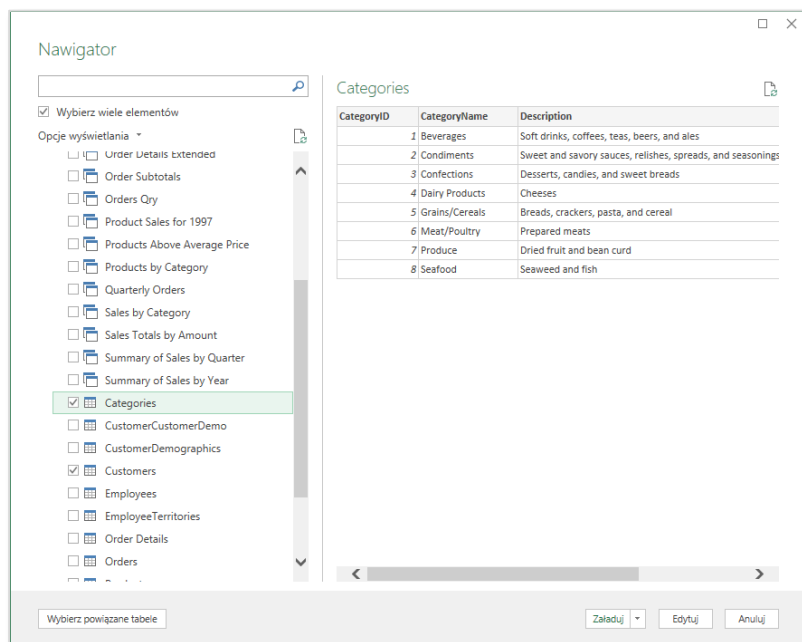 Nawigator
Wybierz wiele elementów
Opcje wyświetlania
Order Details Extended
Order Subtotals
Orders Qry
Product Sales for 1997
Products Above Average Price
Products by Category
Quarterly Orders
Sales by Category
Sales Totals by Amount
Summary of Sales by Quarter
Summary of Sales by Year
Categories
CustomerCustomerDemo
CustomerDemographics
Customers
Employees
EmployeeTerritories
Order Details
Orders
Categories
CategoryID CategoryName Description
1 Beverages Soft drinks, coffees, teas, beers, and ales
2 Condiments Sweet and savory sauces, relishes, spreads, and seasonings
3 Confections Desserts, candies, and sweet breads
4 Dairy Products Cheeses
5 Grains/Cereals Breads, crackers, pasta, and cereal
6 Meat/Poultry Prepared meats
7 Produce Dried fruit and bean curd
8 Seafood Seaweed and fish
Wybierz powiązane tabele
Załaduj Edytuj Anuluj